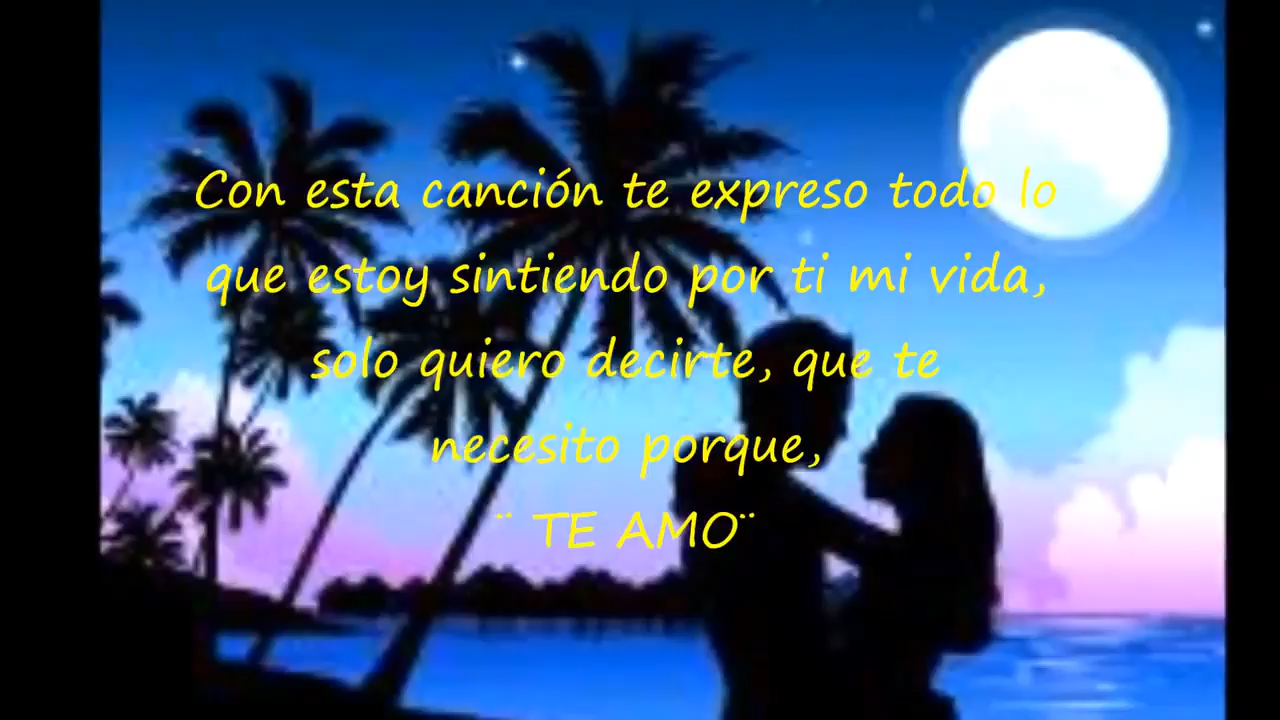 Con esta canción te expreso todo lo
que estoy sintiendo por ti mi vida,
solo quiero decirte, que te
necesito porque,
¨ TE AMO¨